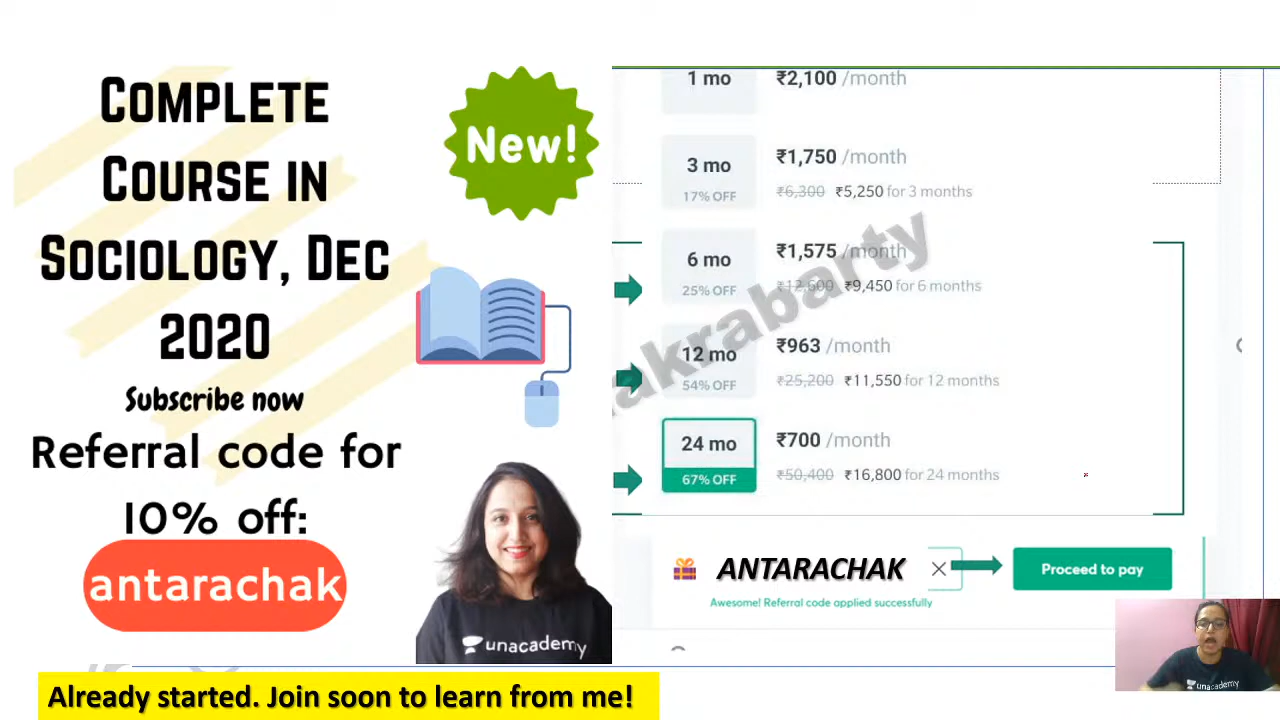 COMPLETE
COURSE IN
SOCIOLOGY, DEC
2020
Subscribe now
Referral code for
10% off:
antarachak
New!
unacademy
Already started. Join soon to learn from me!
1 mo ₹2,100 /month
3 mo ₹1,750 /month
17% OFF ₹6,300 ₹5,250 for 3 months
6 mo ₹1,575 /month
25% OFF ₹12,600 ₹9,450 for 6 months
12 mo ₹963 /month
54% OFF ₹25,200 ₹11,550 for 12 months
24 mo ₹700 /month
67% OFF ₹50,400 ₹16,800 for 24 months
akrabarty
ANTARACHAK
Proceed to pay
Awesome! Referral code applied successfully
unacademy